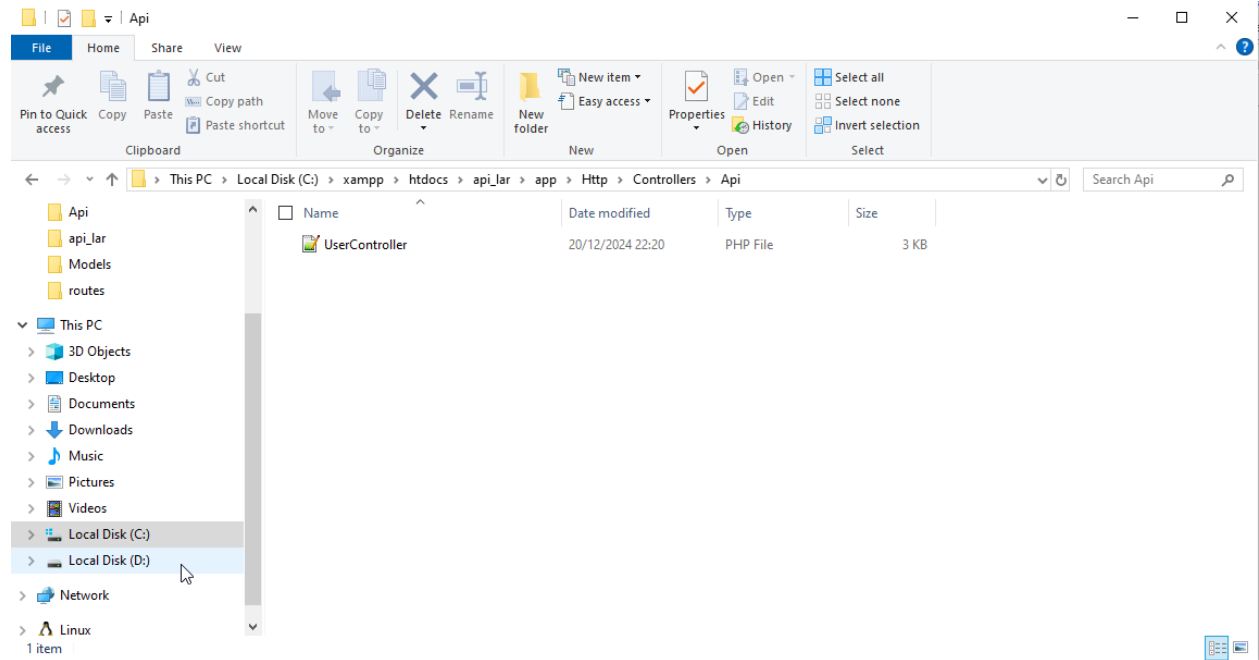 Api
File Home Share View
Pin to Quick access
Copy
Paste
Cut
Copy path
Paste shortcut
Clipboard
Move to
Copy to
Delete
Rename
Organize
New folder
New item
Easy access
New
Properties
Open
Edit
History
Open
Select all
Select none
Invert selection
Select
This PC > Local Disk (C:) > xampp > htdocs > api_lar > app > Http > Controllers > Api
Search Api
Api
api_lar
Models
routes
This PC
3D Objects
Desktop
Documents
Downloads
Music
Pictures
Videos
Local Disk (C:)
Local Disk (D:)
Network
Linux
Name Date modified Type Size
UserController 20/12/2024 22:20 PHP File 3 KB
1 item